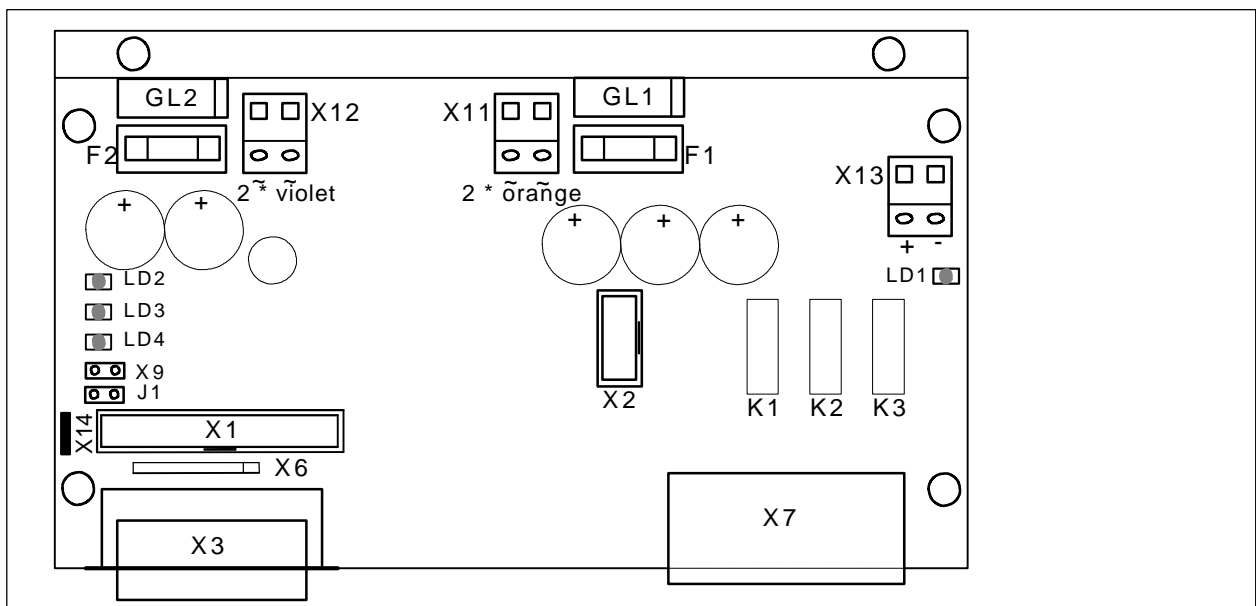 GL2
X12
X11
GL1
F2
F1
X13
~ ~
2 * violet
~ ~
2 * orange
+ +
+ + +
+ -
LD2
LD1
LD3
LD4
X9
J1
X2
K1 K2 K3
X14
X1
X6
X3
X7